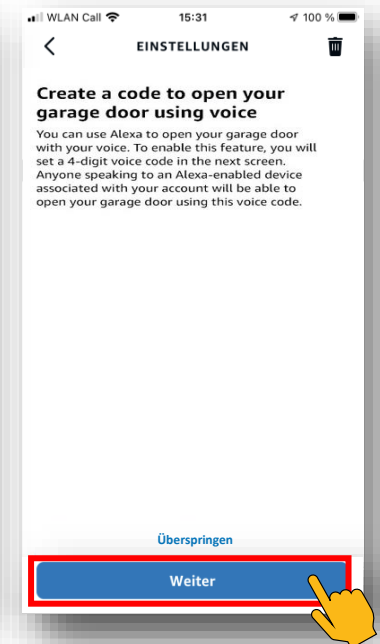 WLAN Call 15:31 100 %
EINSTELLUNGEN
Create a code to open your
garage door using voice
You can use Alexa to open your garage door
with your voice. To enable this feature, you will
set a 4-digit voice code in the next screen.
Anyone speaking to an Alexa-enabled device
associated with your account will be able to
open your garage door using this voice code.
Überspringen
Weiter